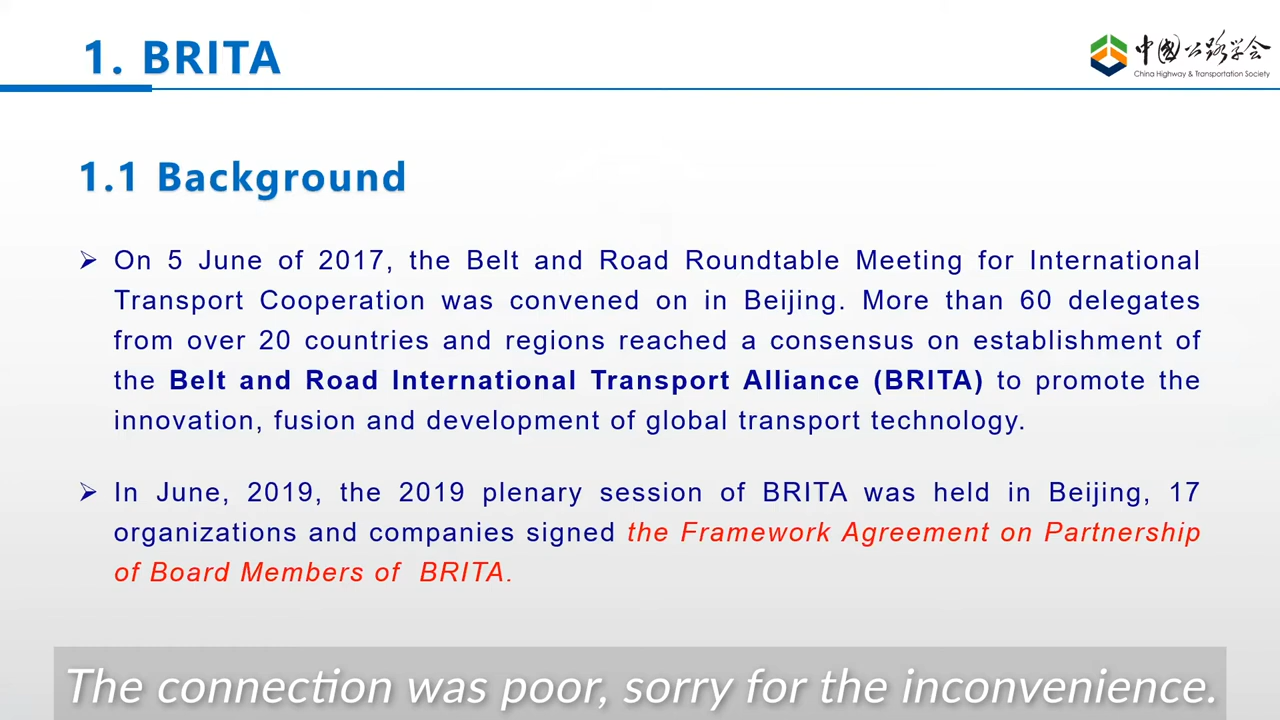 1. BRITA
中国公路学会
China Highway & Transportation Society
1.1 Background
➢ On 5 June of 2017, the Belt and Road Roundtable Meeting for International
Transport Cooperation was convened on in Beijing. More than 60 delegates
from over 20 countries and regions reached a consensus on establishment of
the Belt and Road International Transport Alliance (BRITA) to promote the
innovation, fusion and development of global transport technology.
➢ In June, 2019, the 2019 plenary session of BRITA was held in Beijing, 17
organizations and companies signed the Framework Agreement on Partnership
of Board Members of BRITA.
The connection was poor, sorry for the inconvenience.